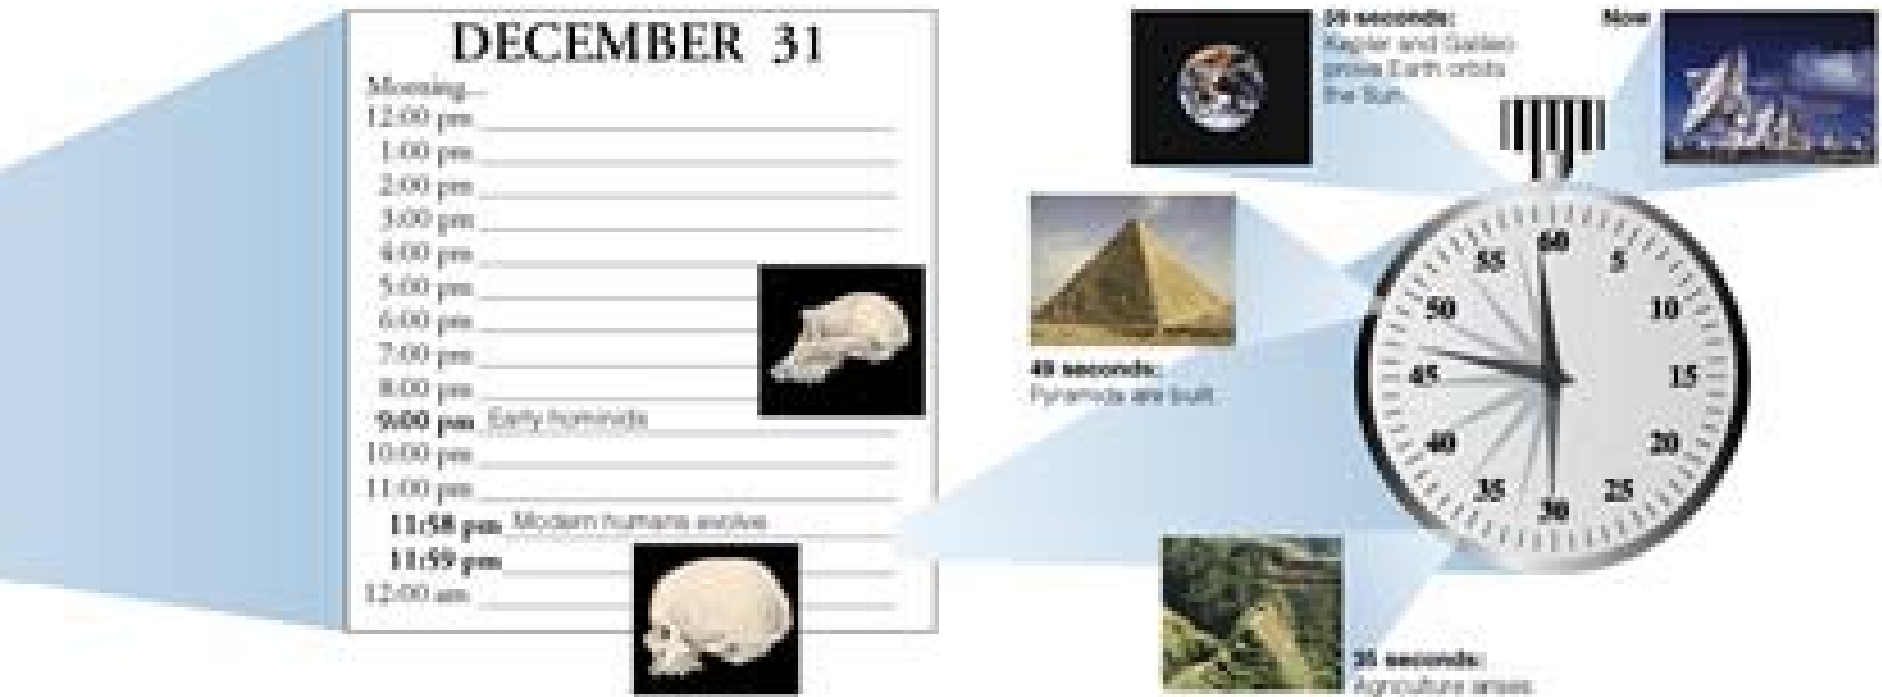 DECEMBER 31
Morning...
12:00 pm
1:00 pm
2:00 pm
3:00 pm
4:00 pm
5:00 pm
6:00 pm
7:00 pm
8:00 pm
9:00 pm Early hominids
10:00 pm
11:00 pm
11:58 pm Modern humans evolve
11:59 pm
12:00 am
59 seconds:
Kepler and Galileo
prove Earth orbits
the Sun.
Now
seconds:
Pyramids are built.
60
5
10
15
20
25
30
35
40
45
50
55
35 seconds:
Agriculture arises.